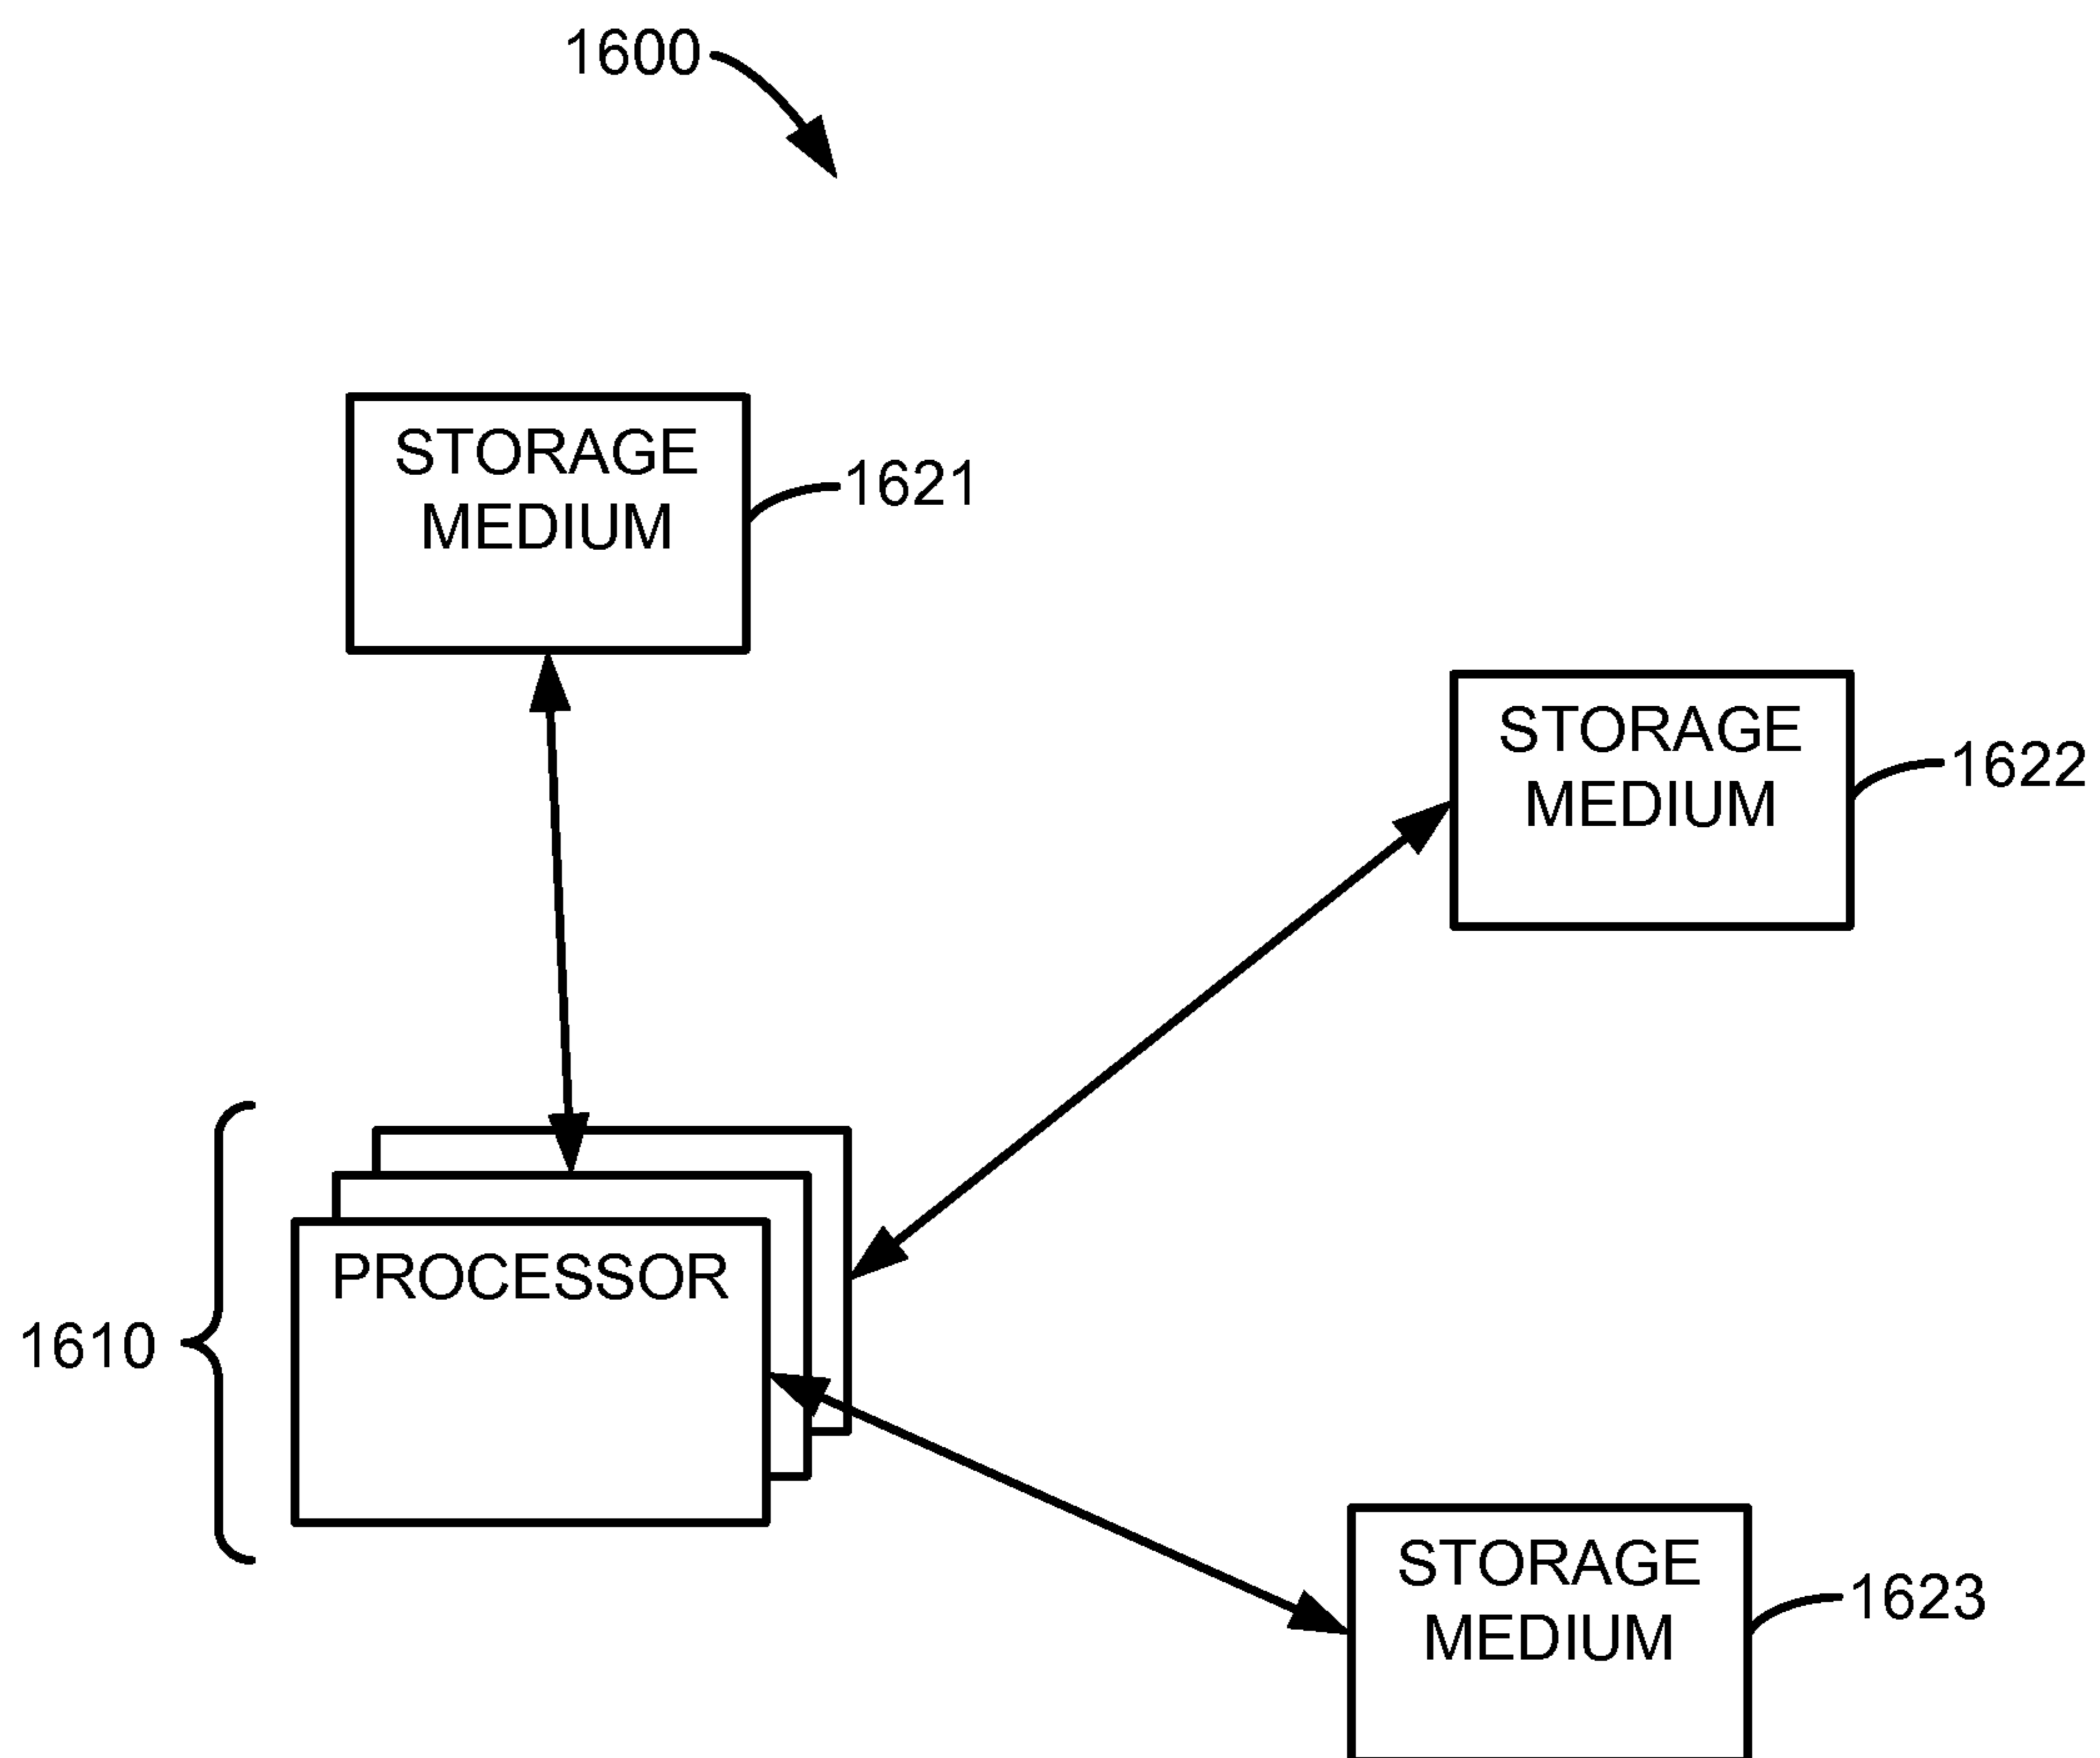 1600
STORAGE
MEDIUM
1621
STORAGE
MEDIUM
1622
PROCESSOR
1610
STORAGE
MEDIUM
1623